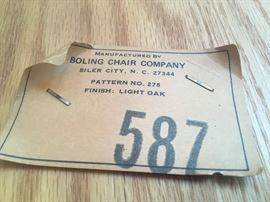 MANUFACTURED BY
BOLING CHAIR COMPANY
SILER CITY, N. C. 27344
PATTERN NO. 275
FINISH: LIGHT OAK
587